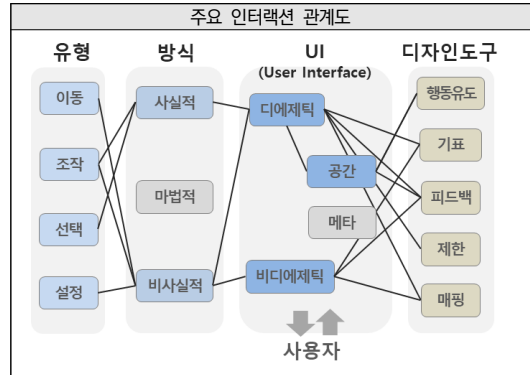 주요 인터랙션 관계도
유형
방식
UI
(User Interface)
디자인도구
이동
조작
선택
설정
사실적
마법적
비사실적
디에제틱
공간
메타
비디에제틱
행동유도
기표
피드백
제한
매핑
사용자